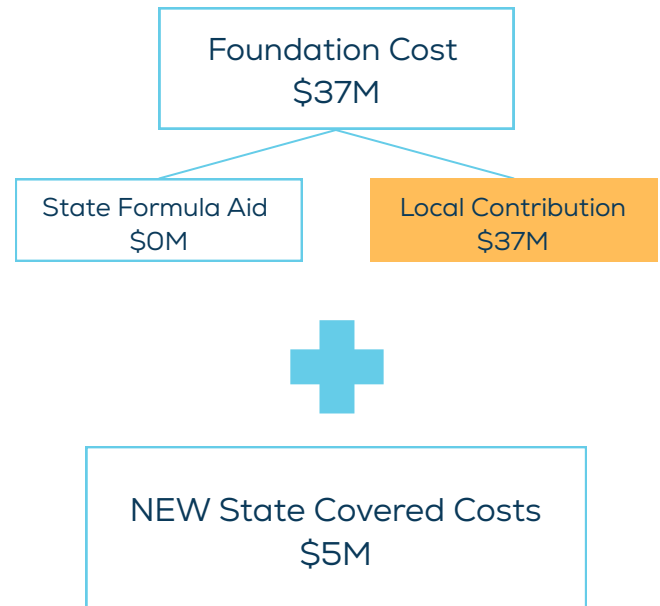 Foundation Cost
$37M
State Formula Aid
$0M
Local Contribution
$37M
NEW State Covered Costs
$5M